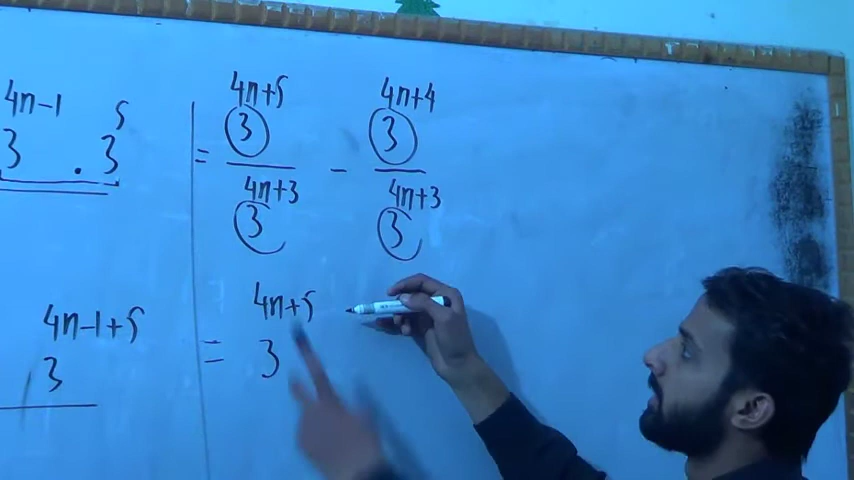 4n-1 5 4n+5 4n+4
3 . 3 = 3 - 3
4n+3 4n+3
3 3
4n-1+5 4n+5
3 = 3